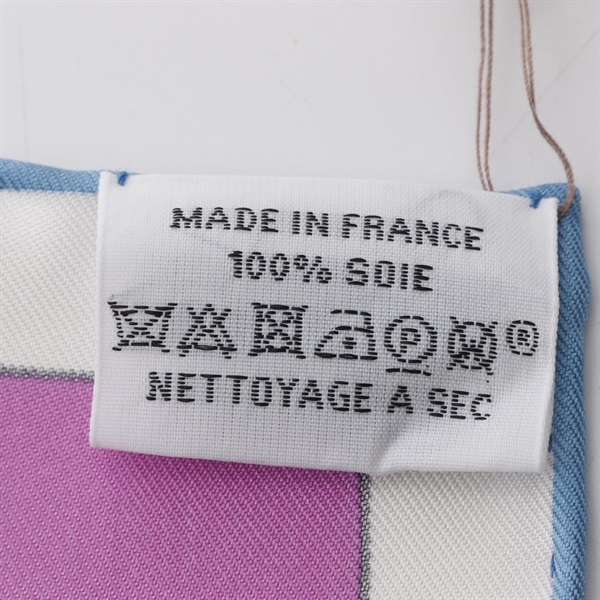 MADE IN FRANCE
100% SOIE
P W ®
NETTOYAGE A SEC